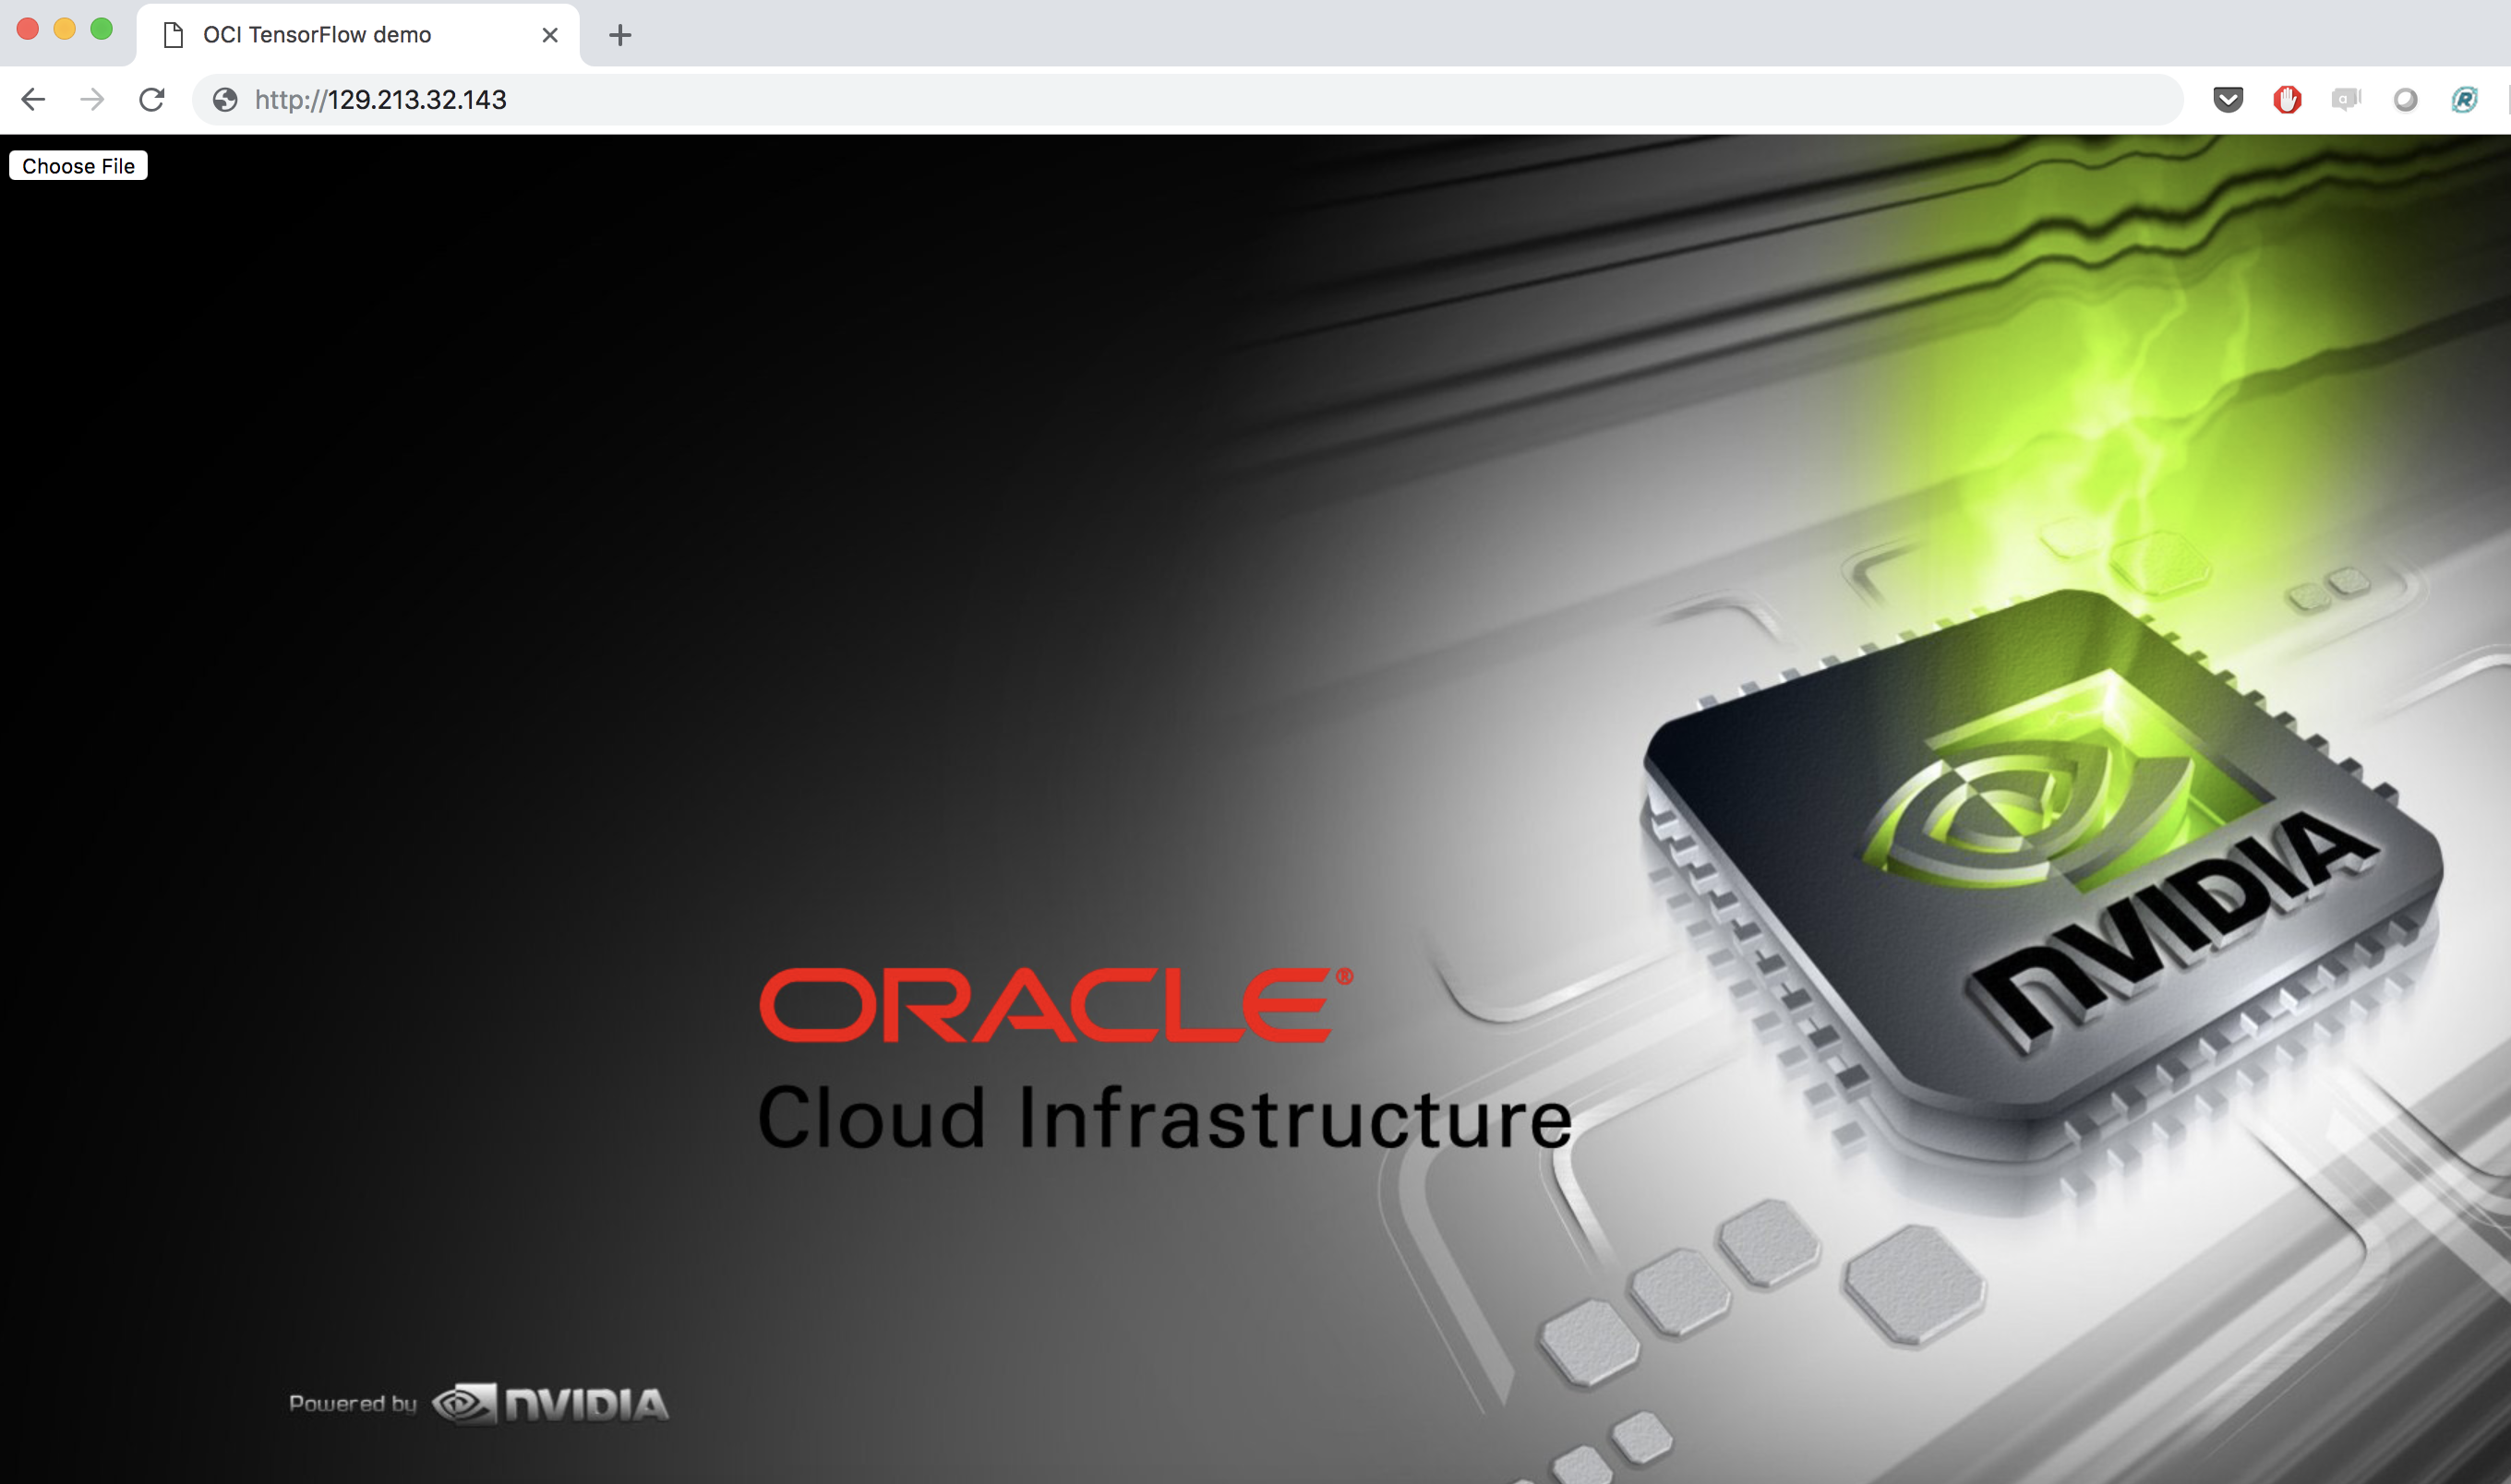 OCI TensorFlow demo
http://129.213.32.143
Choose File
NVIDIA
ORACLE®
Cloud Infrastructure
Powered by NVIDIA